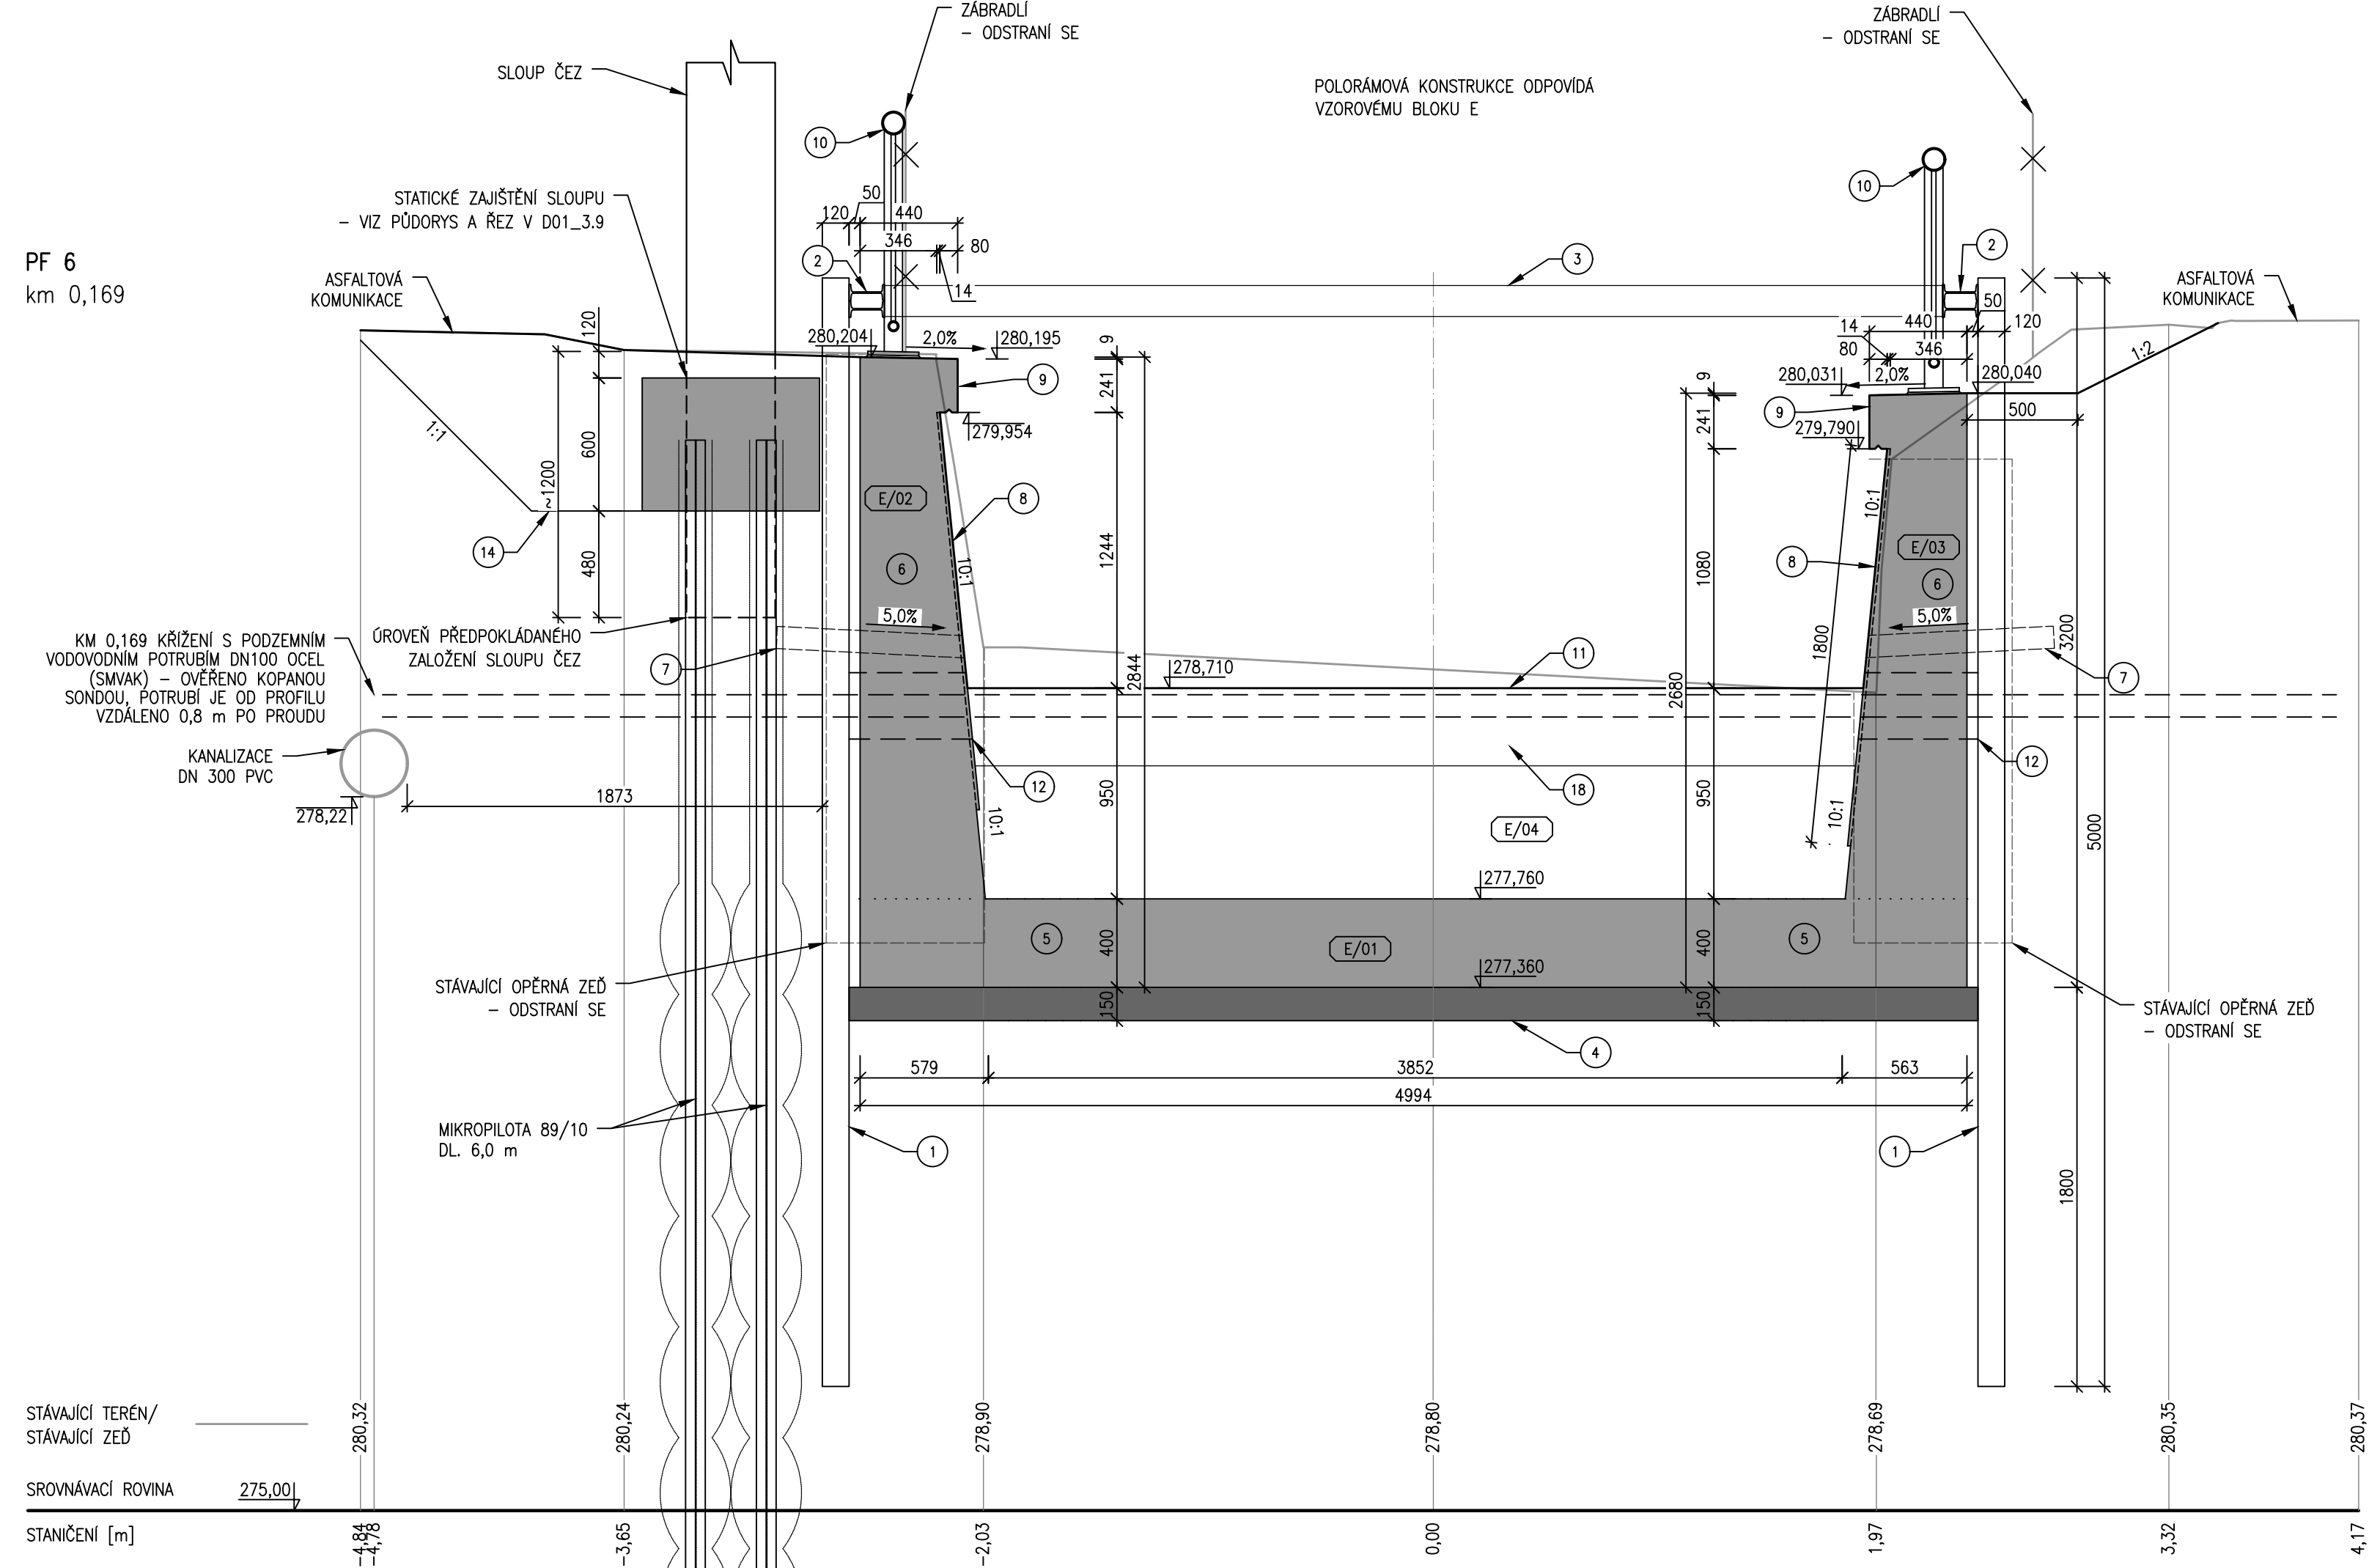 ZÁBRADLÍ
– ODSTRANÍ SE
ZÁBRADLÍ
– ODSTRANÍ SE
SLOUP ČEZ
POLORÁMOVÁ KONSTRUKCE ODPOVÍDÁ
VZOROVÉMU BLOKU E
10
10
STATICKÉ ZAJIŠTĚNÍ SLOUPU
– VIZ PŮDORYS A ŘEZ V D01_3.9
50
120
440
346
80
14
2
3
2
PF 6
km 0,169
ASFALTOVÁ
KOMUNIKACE
ASFALTOVÁ
KOMUNIKACE
50
14
440
120
80
346
120
280,204
2,0%
280,195
9
241
9
241
280,031
2,0%
280,040
1:2
9
9
279,954
279,790
500
1:1
600
~1200
480
14
E/02
8
6
10:1
1244
1080
10:1
1800
8
E/03
6
5,0%
5,0%
3200
KM 0,169 KŘÍŽENÍ S PODZEMNÍM
VODOVODNÍM POTRUBÍM DN100 OCEL
(SMVAK) – OVĚŘENO KOPANOU
SONDOU, POTRUBÍ JE OD PROFILU
VZDÁLENO 0,8 m PO PROUDU
ÚROVEŇ PŘEDPOKLÁDANÉHO
ZALOŽENÍ SLOUPU ČEZ
7
2844
278,710
11
2680
7
KANALIZACE
DN 300 PVC
278,22
1873
12
12
10:1
950
18
950
10:1
E/04
5000
277,760
5
400
E/01
400
5
277,360
150
150
STÁVAJÍCÍ OPĚRNÁ ZEĎ
– ODSTRANÍ SE
STÁVAJÍCÍ OPĚRNÁ ZEĎ
– ODSTRANÍ SE
4
579
3852
563
4994
MIKROPILOTA 89/10
DL. 6,0 m
1
1
1800
STÁVAJÍCÍ TERÉN/
STÁVAJÍCÍ ZEĎ
280,32
280,24
278,90
278,80
278,69
280,35
280,37
SROVNÁVACÍ ROVINA
275,00
STANIČENÍ [m]
-4,84
-4,78
-3,65
-2,03
0,00
1,97
3,32
4,17